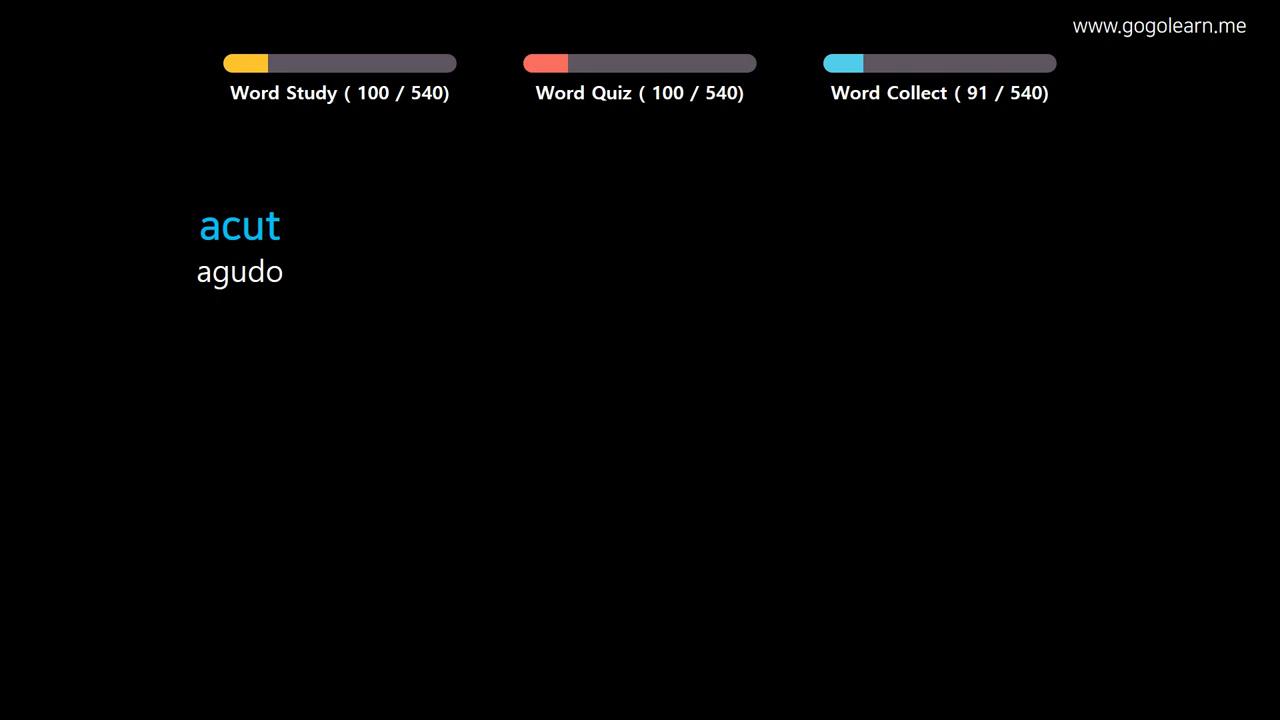 www.gogolearn.me
Word Study ( 100 / 540)
Word Quiz ( 100 / 540)
Word Collect ( 91 / 540)
acut
agudo